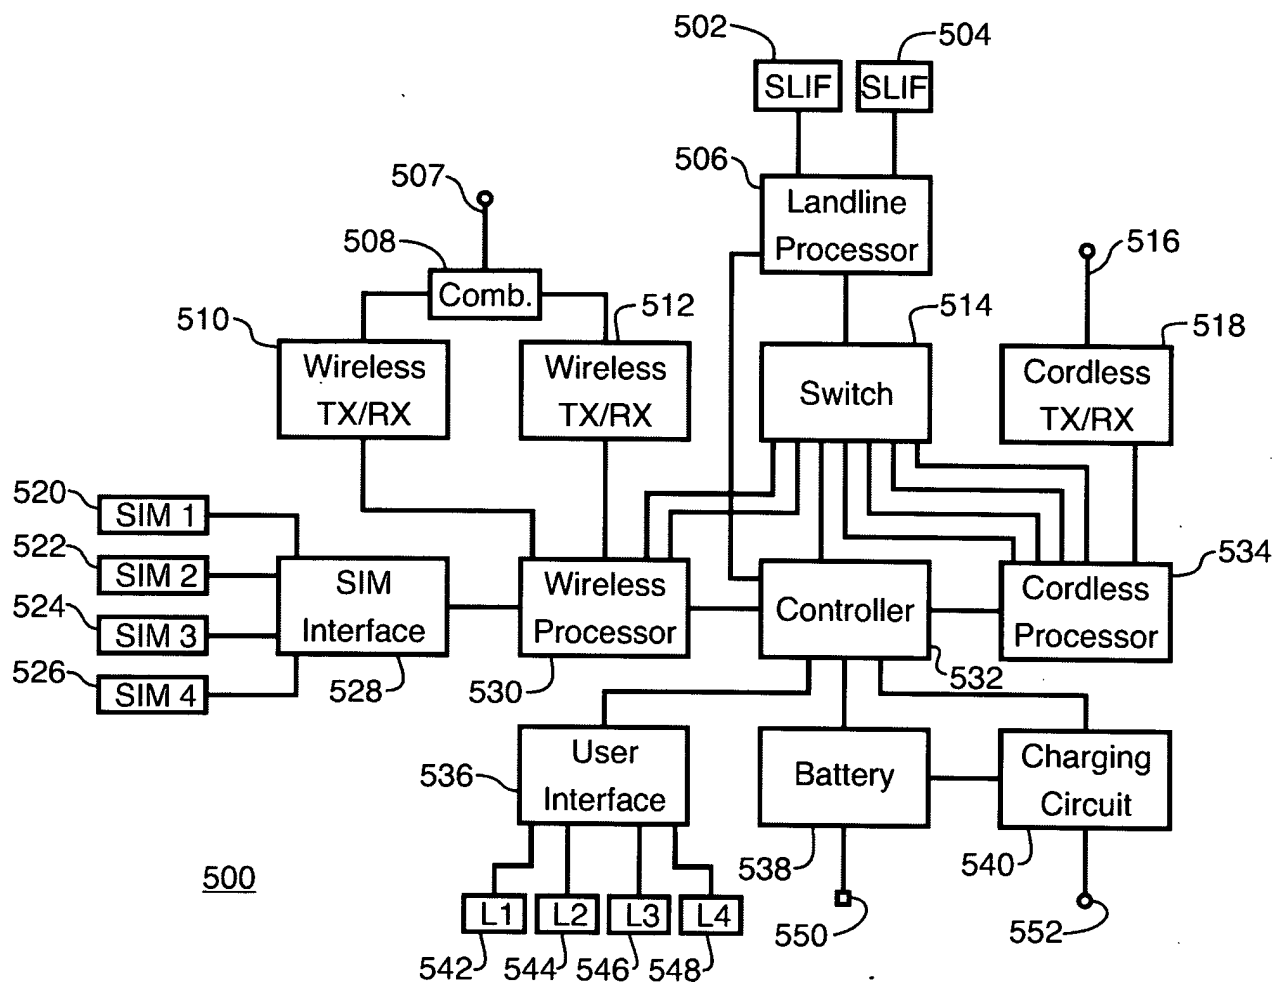 502
504
SLIF
SLIF
506
507
Landline
Processor
516
508
Comb.
510
512
514
518
Wireless
TX/RX
Wireless
TX/RX
Switch
Cordless
TX/RX
520
SIM 1
522
SIM 2
524
SIM 3
526
SIM 4
SIM
Interface
528
Wireless
Processor
530
Controller
532
Cordless
Processor
534
536
User
Interface
Battery
538
Charging
Circuit
540
500
L1
L2
L3
L4
542
544
546
548
550
552